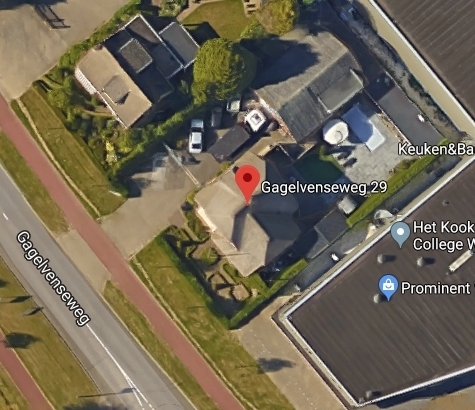 Keuken&Ba
Gagelvenseweg 29
Het Kook
College W
Gagelvenseweg
Prominent